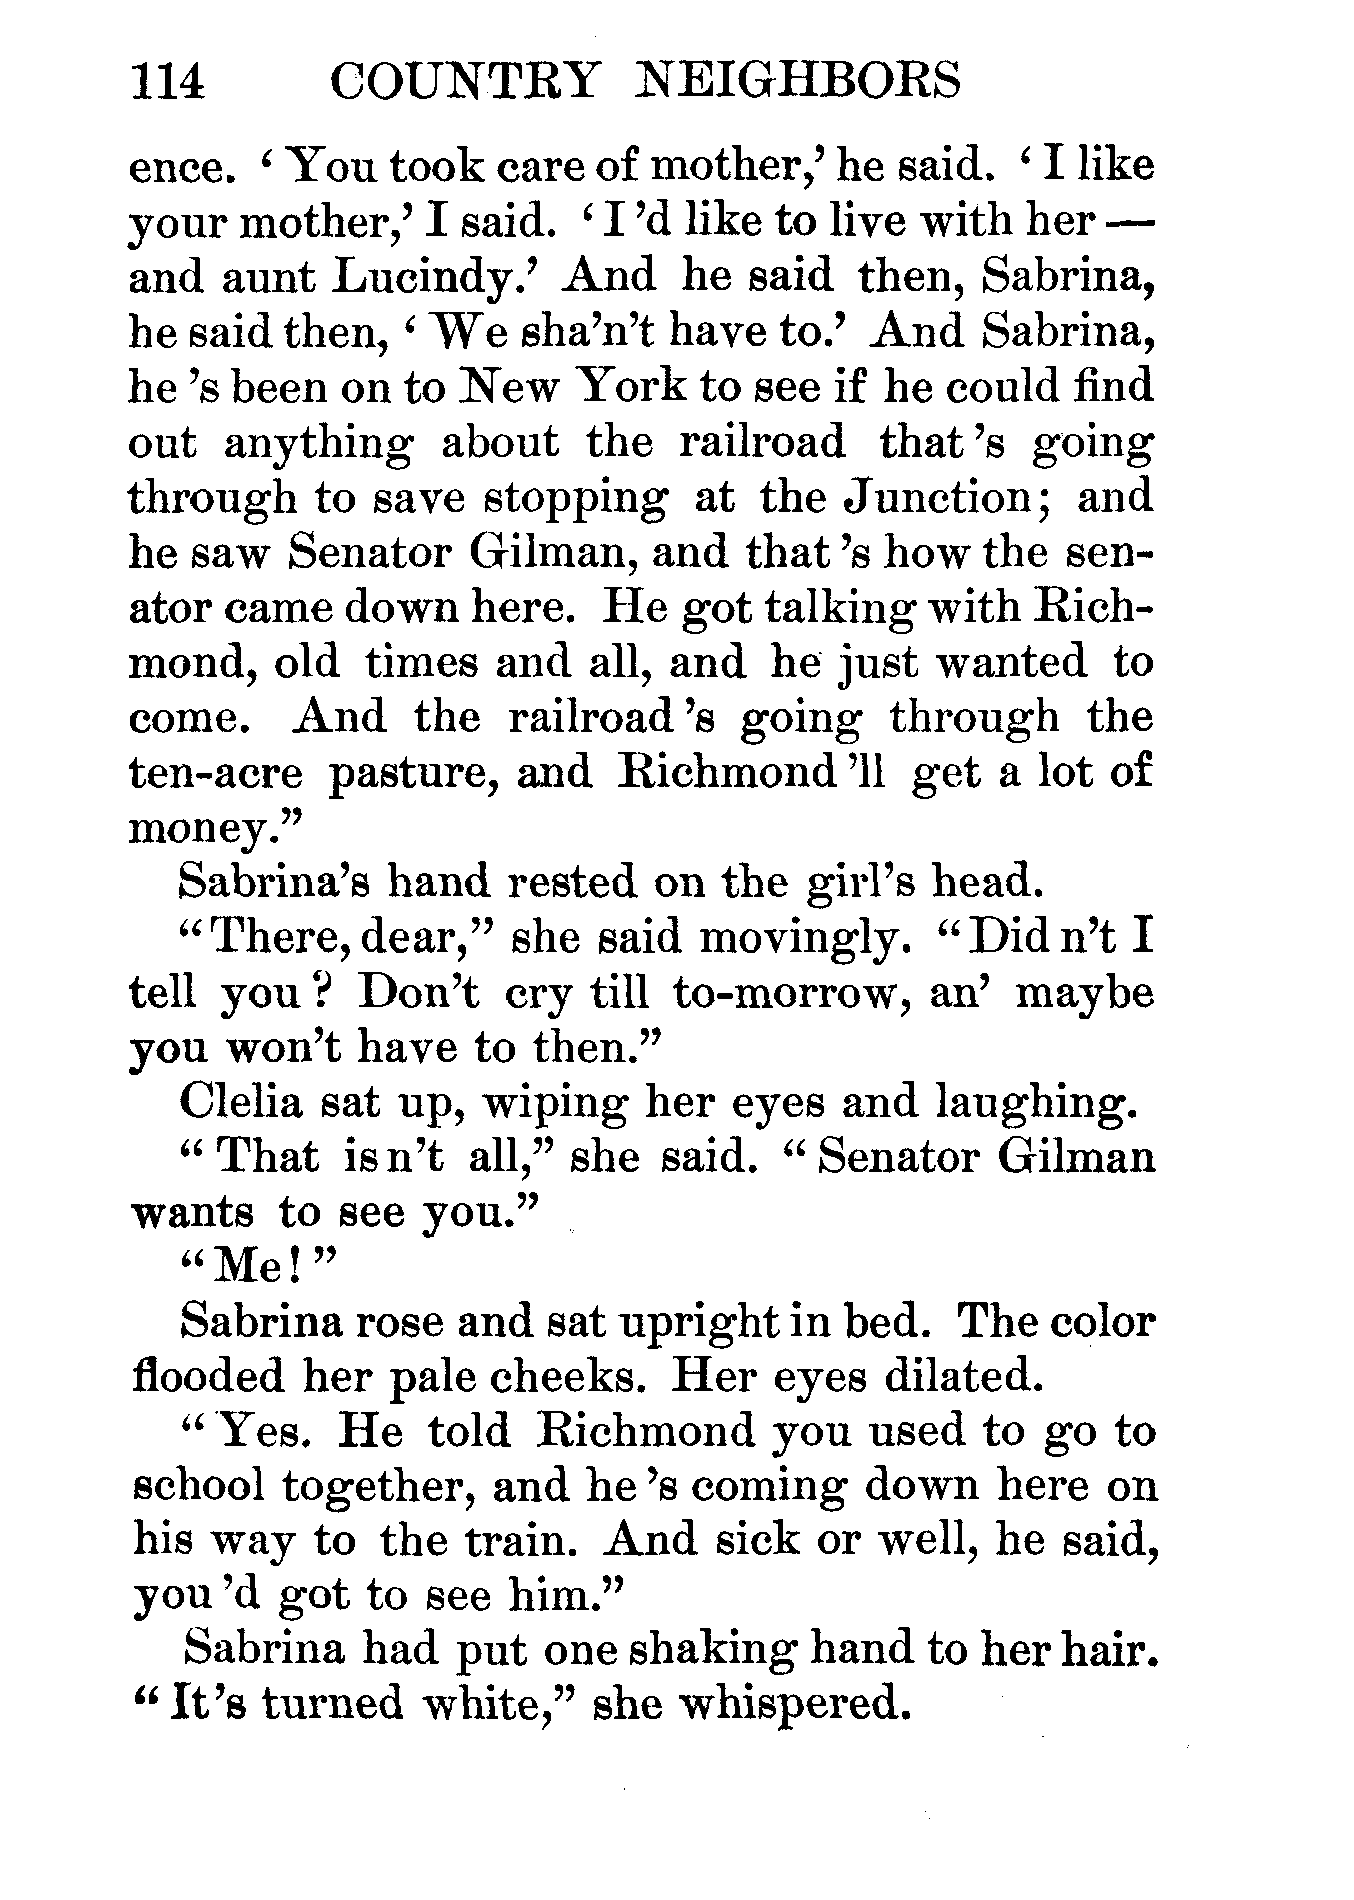 114 COUNTRY NEIGHBORS
ence. ‘ You took care of mother,’ he said. ‘ I like
your mother,’ I said. ‘ I ’d like to live with her —
and aunt Lucindy.’ And he said then, Sabrina,
he said then, ‘ We sha’n’t have to.’ And Sabrina,
he ’s been on to New York to see if he could find
out anything about the railroad that ’s going
through to save stopping at the Junction; and
he saw Senator Gilman, and that ’s how the sen-
ator came down here. He got talking with Rich-
mond, old times and all, and he just wanted to
come. And the railroad ’s going through the
ten-acre pasture, and Richmond ’ll get a lot of
money.”
Sabrina’s hand rested on the girl’s head.
“ There, dear,” she said movingly. “ Did n’t I
tell you ? Don’t cry till to-morrow, an’ maybe
you won’t have to then.”
Clelia sat up, wiping her eyes and laughing.
“ That is n’t all,” she said. “ Senator Gilman
wants to see you.”
“ Me ! ”
Sabrina rose and sat upright in bed. The color
flooded her pale cheeks. Her eyes dilated.
“ Yes. He told Richmond you used to go to
school together, and he ’s coming down here on
his way to the train. And sick or well, he said,
you ’d got to see him.”
Sabrina had put one shaking hand to her hair.
“ It ’s turned white,” she whispered.